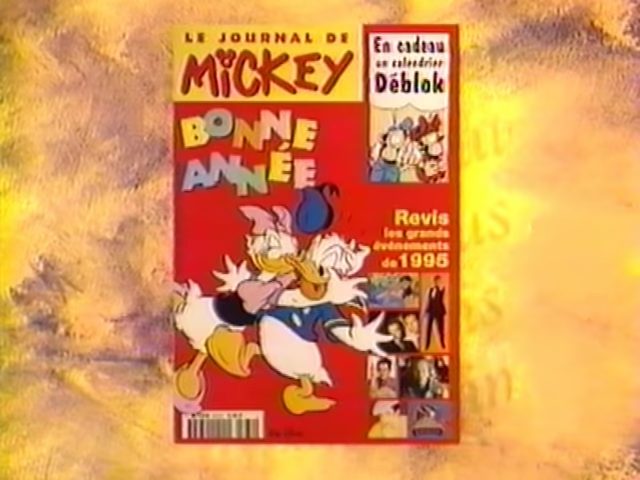 LE JOURNAL DE
MiCKEY
En cadeau
un calendrier
Déblok
BONNE
ANNÉE
Revis
les grands
événements
de 1995